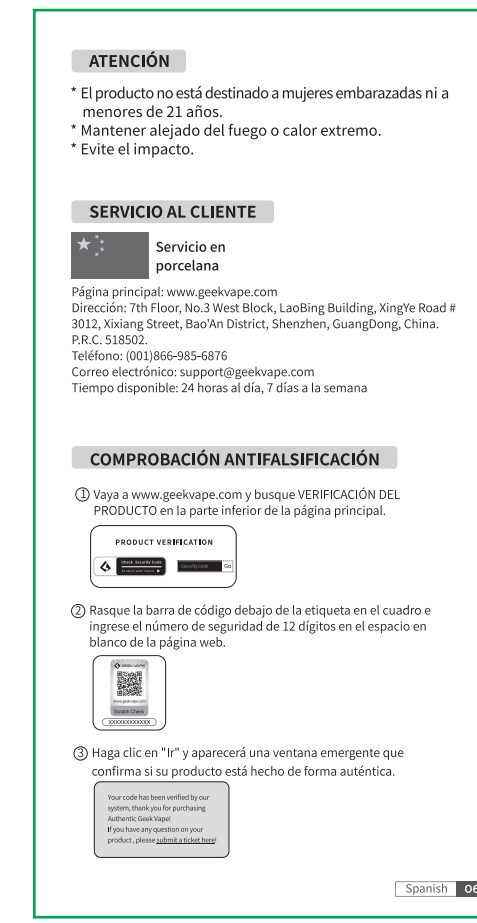 ATENCIÓN
* El producto no está destinado a mujeres embarazadas ni a
menores de 21 años.
* Mantener alejado del fuego o calor extremo.
* Evite el impacto.
SERVICIO AL CLIENTE
Servicio en
porcelana
Página principal: www.geekvape.com
Dirección: 7th Floor, No.3 West Block, LaoBing Building, XingYe Road #
3012, Xixiang Street, Bao'An District, Shenzhen, GuangDong, China.
P.R.C. 518502.
Teléfono: (001)866-985-6876
Correo electrónico: support@geekvape.com
Tiempo disponible: 24 horas al día, 7 días a la semana
COMPROBACIÓN ANTIFALSIFICACIÓN
① Vaya a www.geekvape.com y busque VERIFICACIÓN DEL
PRODUCTO en la parte inferior de la página principal.
PRODUCT VERIFICATION
Check Security Code
Scratch and Check
Security code
Go
② Rasque la barra de código debajo de la etiqueta en el cuadro e
ingrese el número de seguridad de 12 dígitos en el espacio en
blanco de la página web.
www.geekvape.com
Scratch Check
XXXXXXXXXXXX
③ Haga clic en "Ir" y aparecerá una ventana emergente que
confirma si su producto está hecho de forma auténtica.
Your code has been verified by our
system, thank you for purchasing
Authentic Geek Vape!
If you have any question on your
product , please submit a ticket here!
Spanish 06